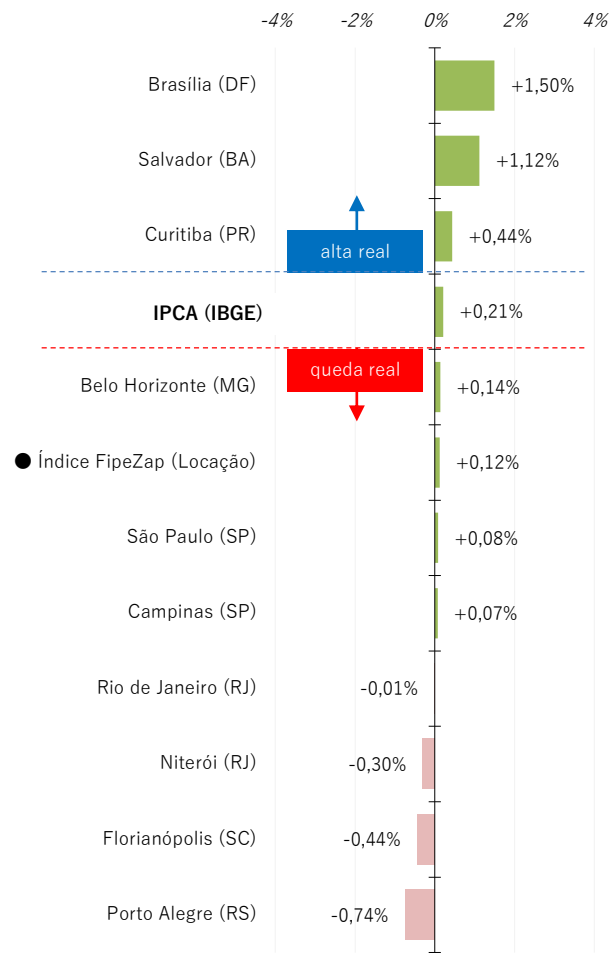 -4% -2% 0% 2% 4%
Brasília (DF) +1,50%
Salvador (BA) +1,12%
Curitiba (PR) +0,44%
alta real
IPCA (IBGE) +0,21%
queda real
Belo Horizonte (MG) +0,14%
Índice FipeZap (Locação) +0,12%
São Paulo (SP) +0,08%
Campinas (SP) +0,07%
Rio de Janeiro (RJ) -0,01%
Niterói (RJ) -0,30%
Florianópolis (SC) -0,44%
Porto Alegre (RS) -0,74%